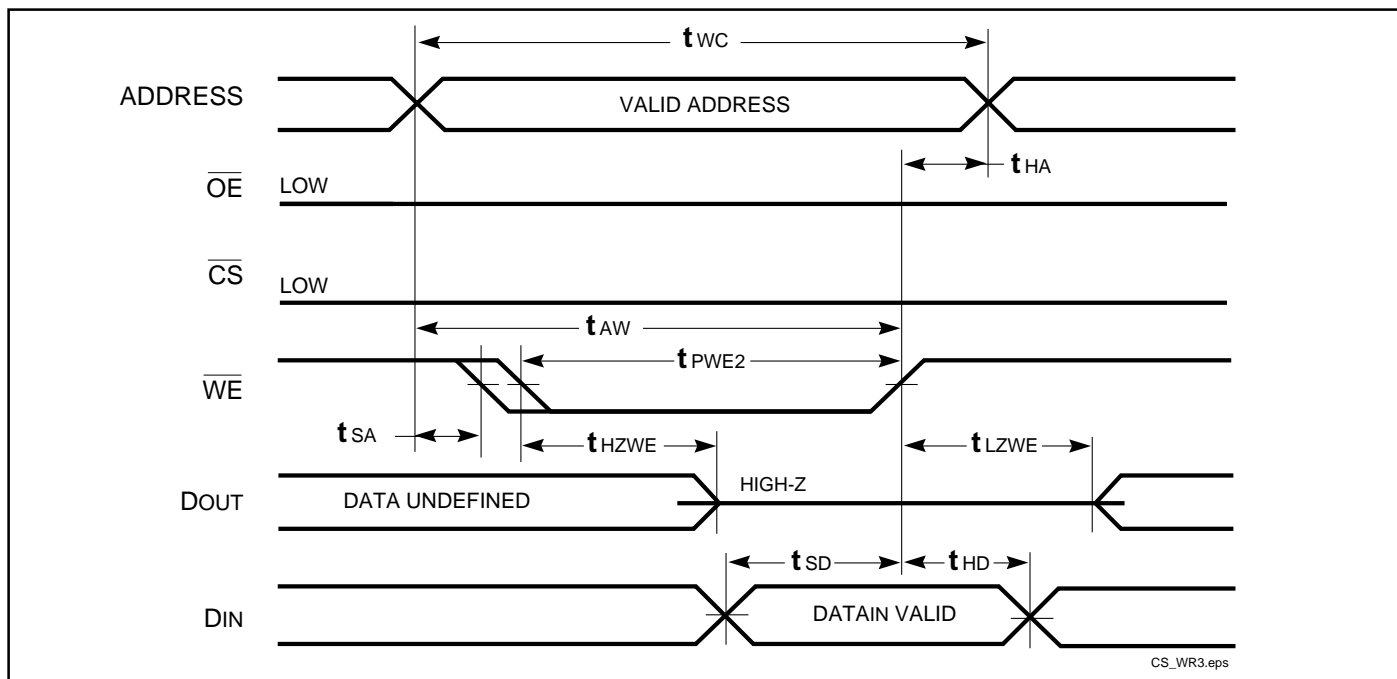 tWC
ADDRESS
VALID ADDRESS
tHA
OE
LOW
CS
LOW
tAW
tPWE2
WE
tSA
tHZWE
tLZWE
HIGH-Z
DOUT
DATA UNDEFINED
tSD
tHD
DIN
DATAIN VALID
CS_WR3.eps